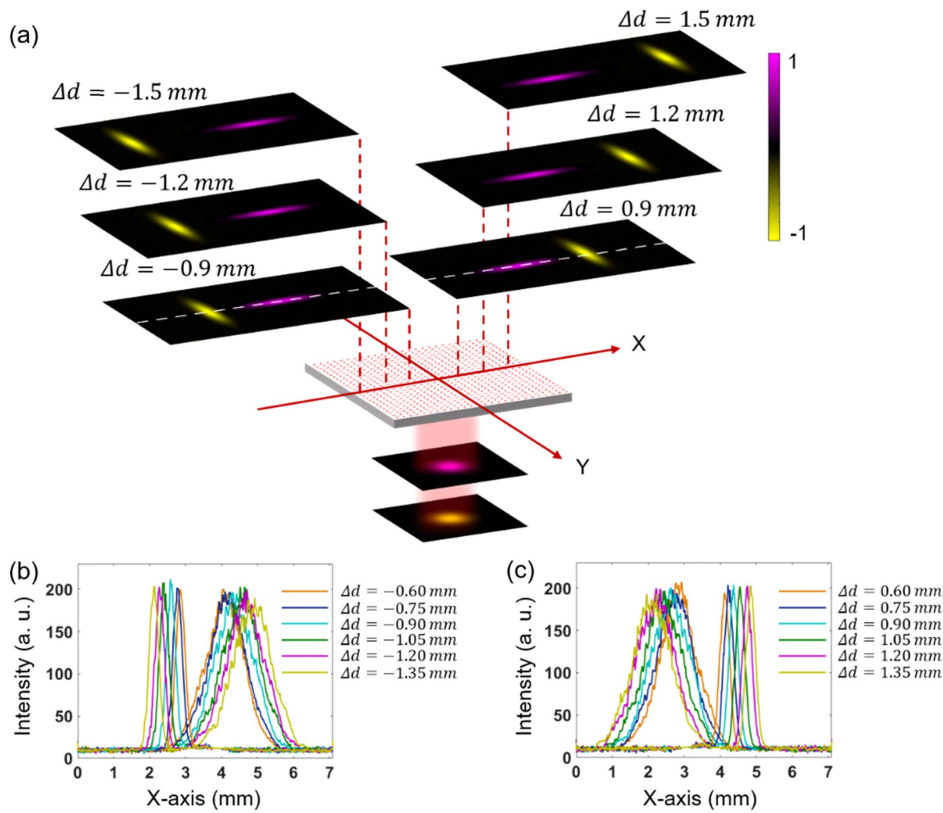 (a)
Δd = −1.5 mm
Δd = 1.5 mm
1
Δd = −1.2 mm
Δd = 1.2 mm
Δd = −0.9 mm
Δd = 0.9 mm
-1
X
Y
(b)
Intensity (a. u.)
200
150
100
50
0
0 1 2 3 4 5 6 7
X-axis (mm)
Δd = −0.60 mm
Δd = −0.75 mm
Δd = −0.90 mm
Δd = −1.05 mm
Δd = −1.20 mm
Δd = −1.35 mm
(c)
Intensity (a. u.)
200
150
100
50
0
0 1 2 3 4 5 6 7
X-axis (mm)
Δd = 0.60 mm
Δd = 0.75 mm
Δd = 0.90 mm
Δd = 1.05 mm
Δd = 1.20 mm
Δd = 1.35 mm